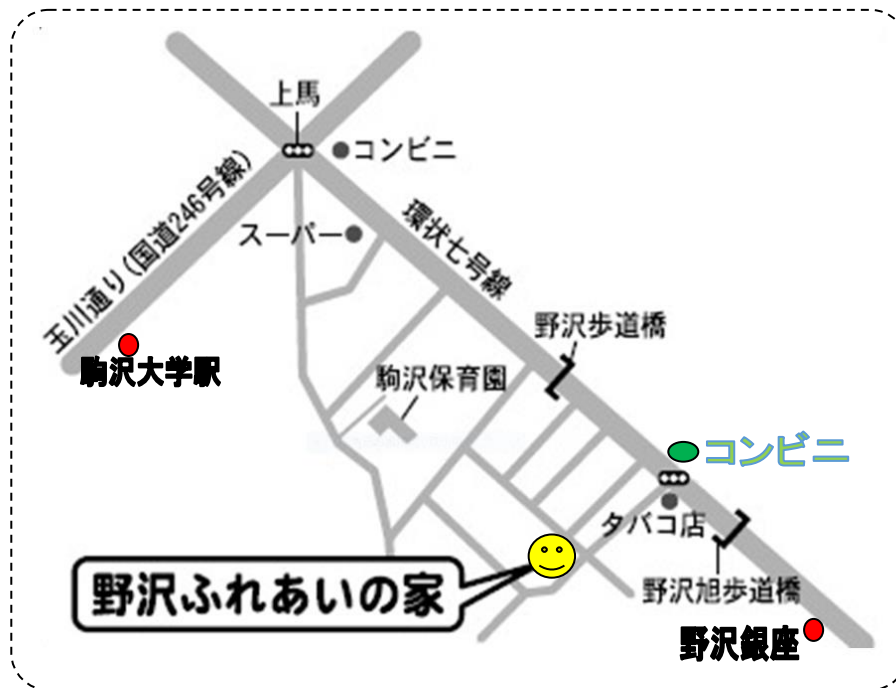 上馬
コンビニ
スーパー
環状七号線
玉川通り(国道246号線)
野沢歩道橋
駒沢大学駅
駒沢保育園
コンビニ
タバコ店
野沢ふれあいの家
野沢旭歩道橋
野沢銀座